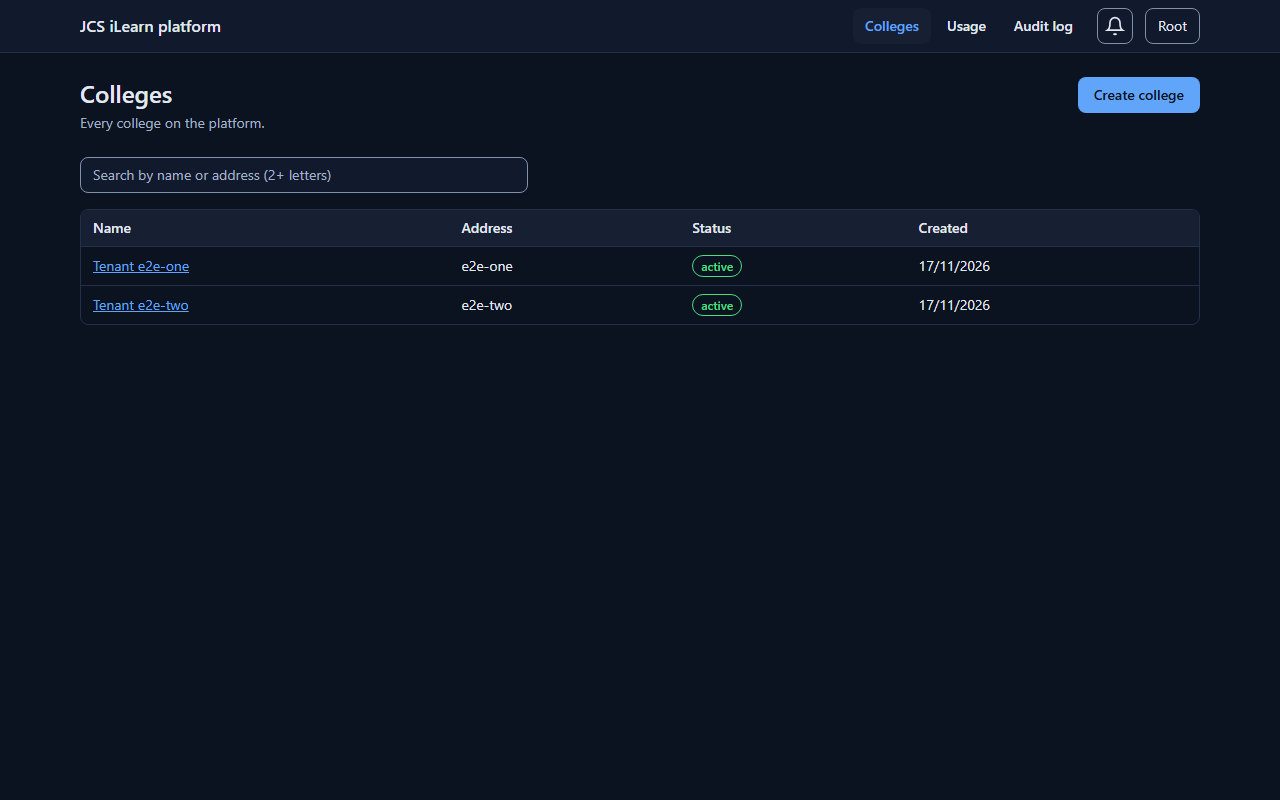 JCS iLearn platform Colleges Usage Audit log Root
Colleges Create college
Every college on the platform.
Search by name or address (2+ letters)
Name Address Status Created
Tenant e2e-one e2e-one active 17/11/2026
Tenant e2e-two e2e-two active 17/11/2026